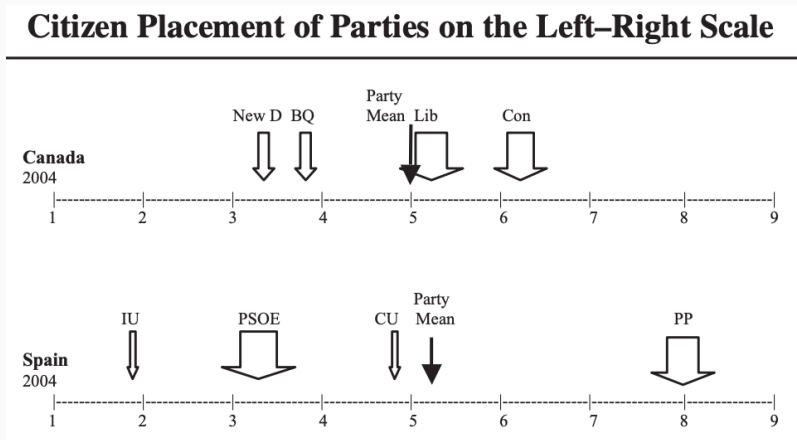 Citizen Placement of Parties on the Left–Right Scale
Party
New D BQ Mean Lib Con
Canada
2004
1 2 3 4 5 6 7 8 9
Party
IU PSOE CU Mean PP
Spain
2004
1 2 3 4 5 6 7 8 9